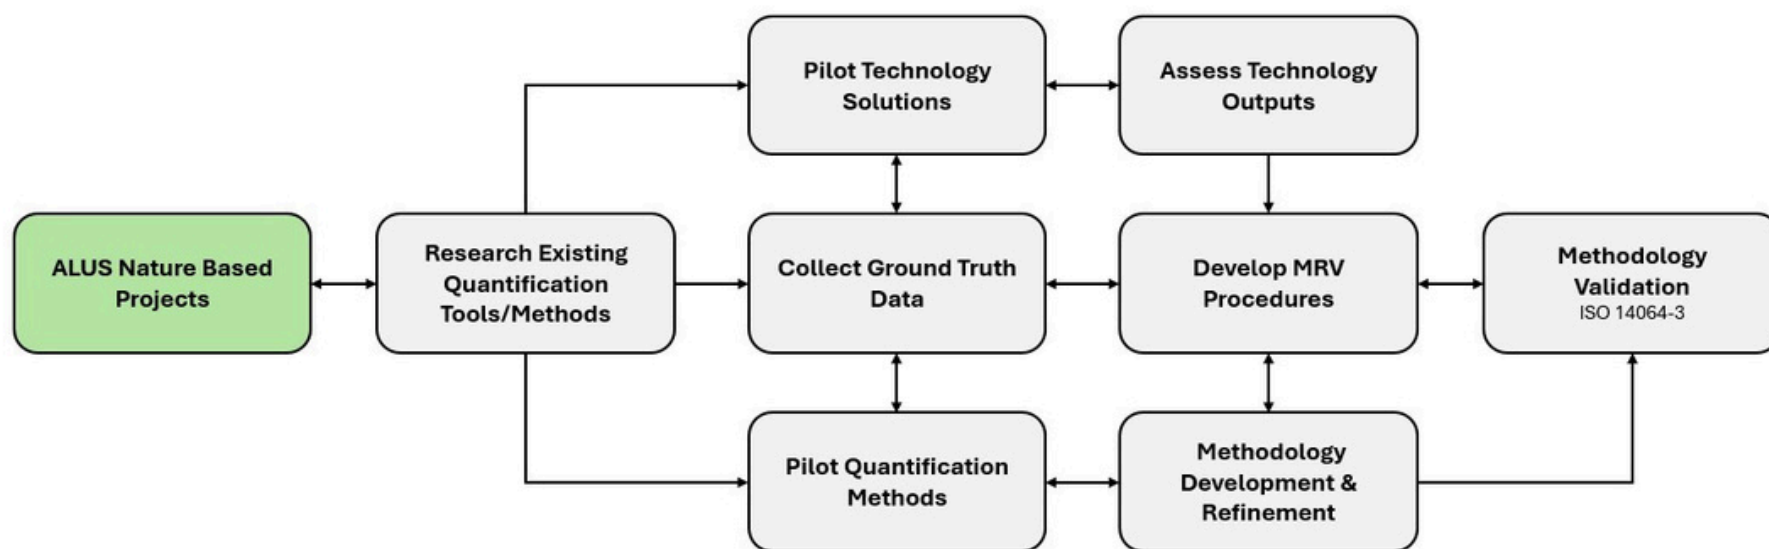 Pilot Technology
Solutions
Assess Technology
Outputs
ALUS Nature Based
Projects
Research Existing
Quantification
Tools/Methods
Collect Ground Truth
Data
Develop MRV
Procedures
Methodology
Validation
ISO 14064-3
Pilot Quantification
Methods
Methodology
Development &
Refinement